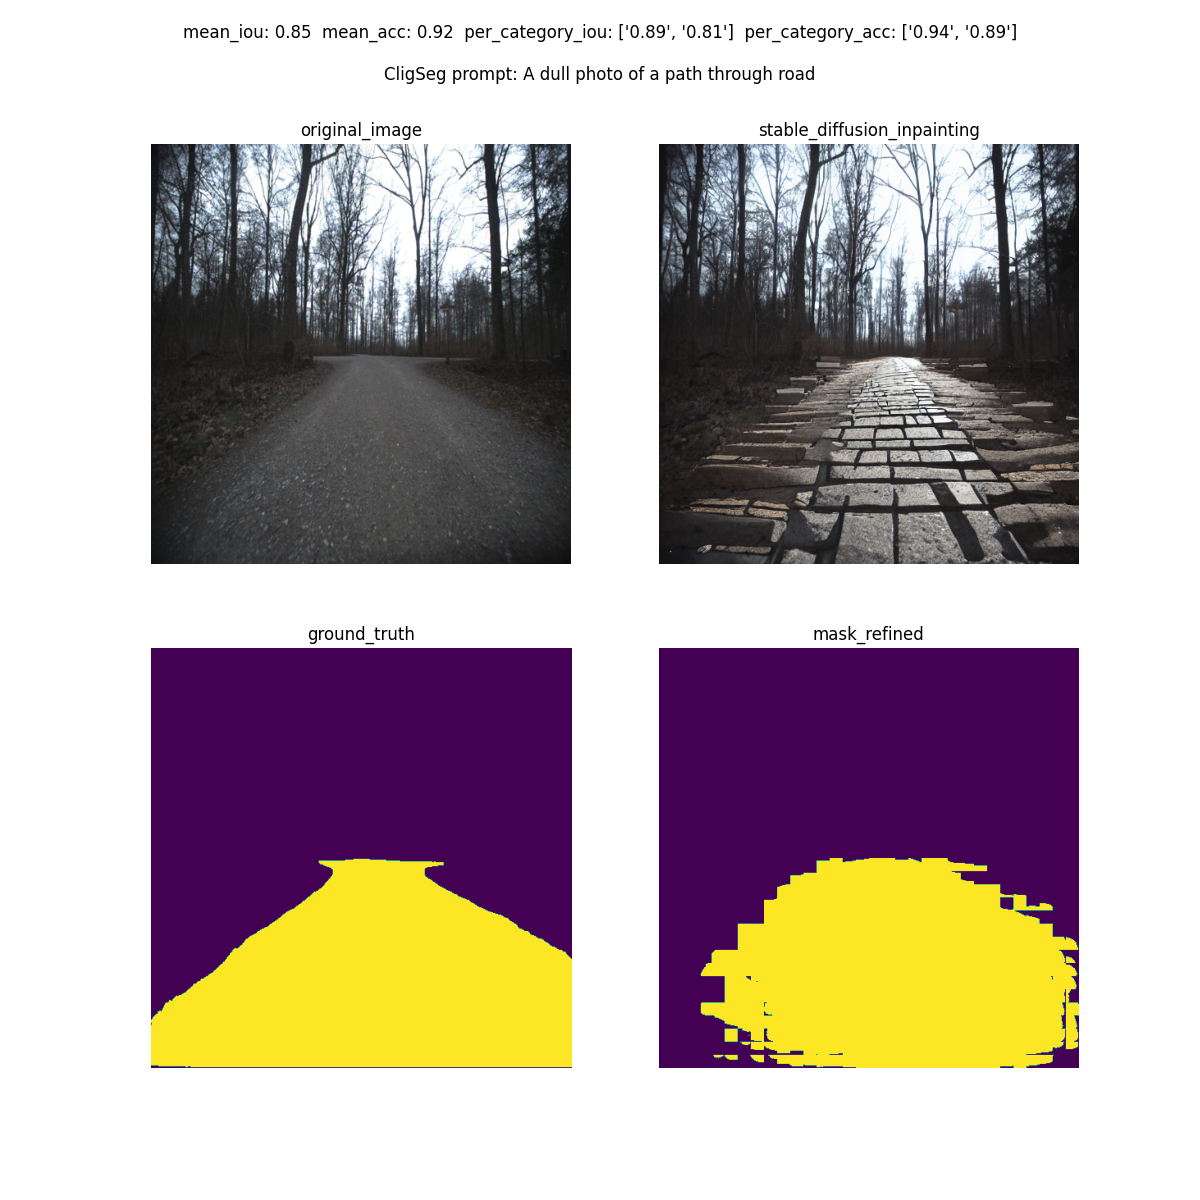 mean_iou: 0.85  mean_acc: 0.92  per_category_iou: ['0.89', '0.81']  per_category_acc: ['0.94', '0.89']
CligSeg prompt: A dull photo of a path through road
original_image
stable_diffusion_inpainting
ground_truth
mask_refined